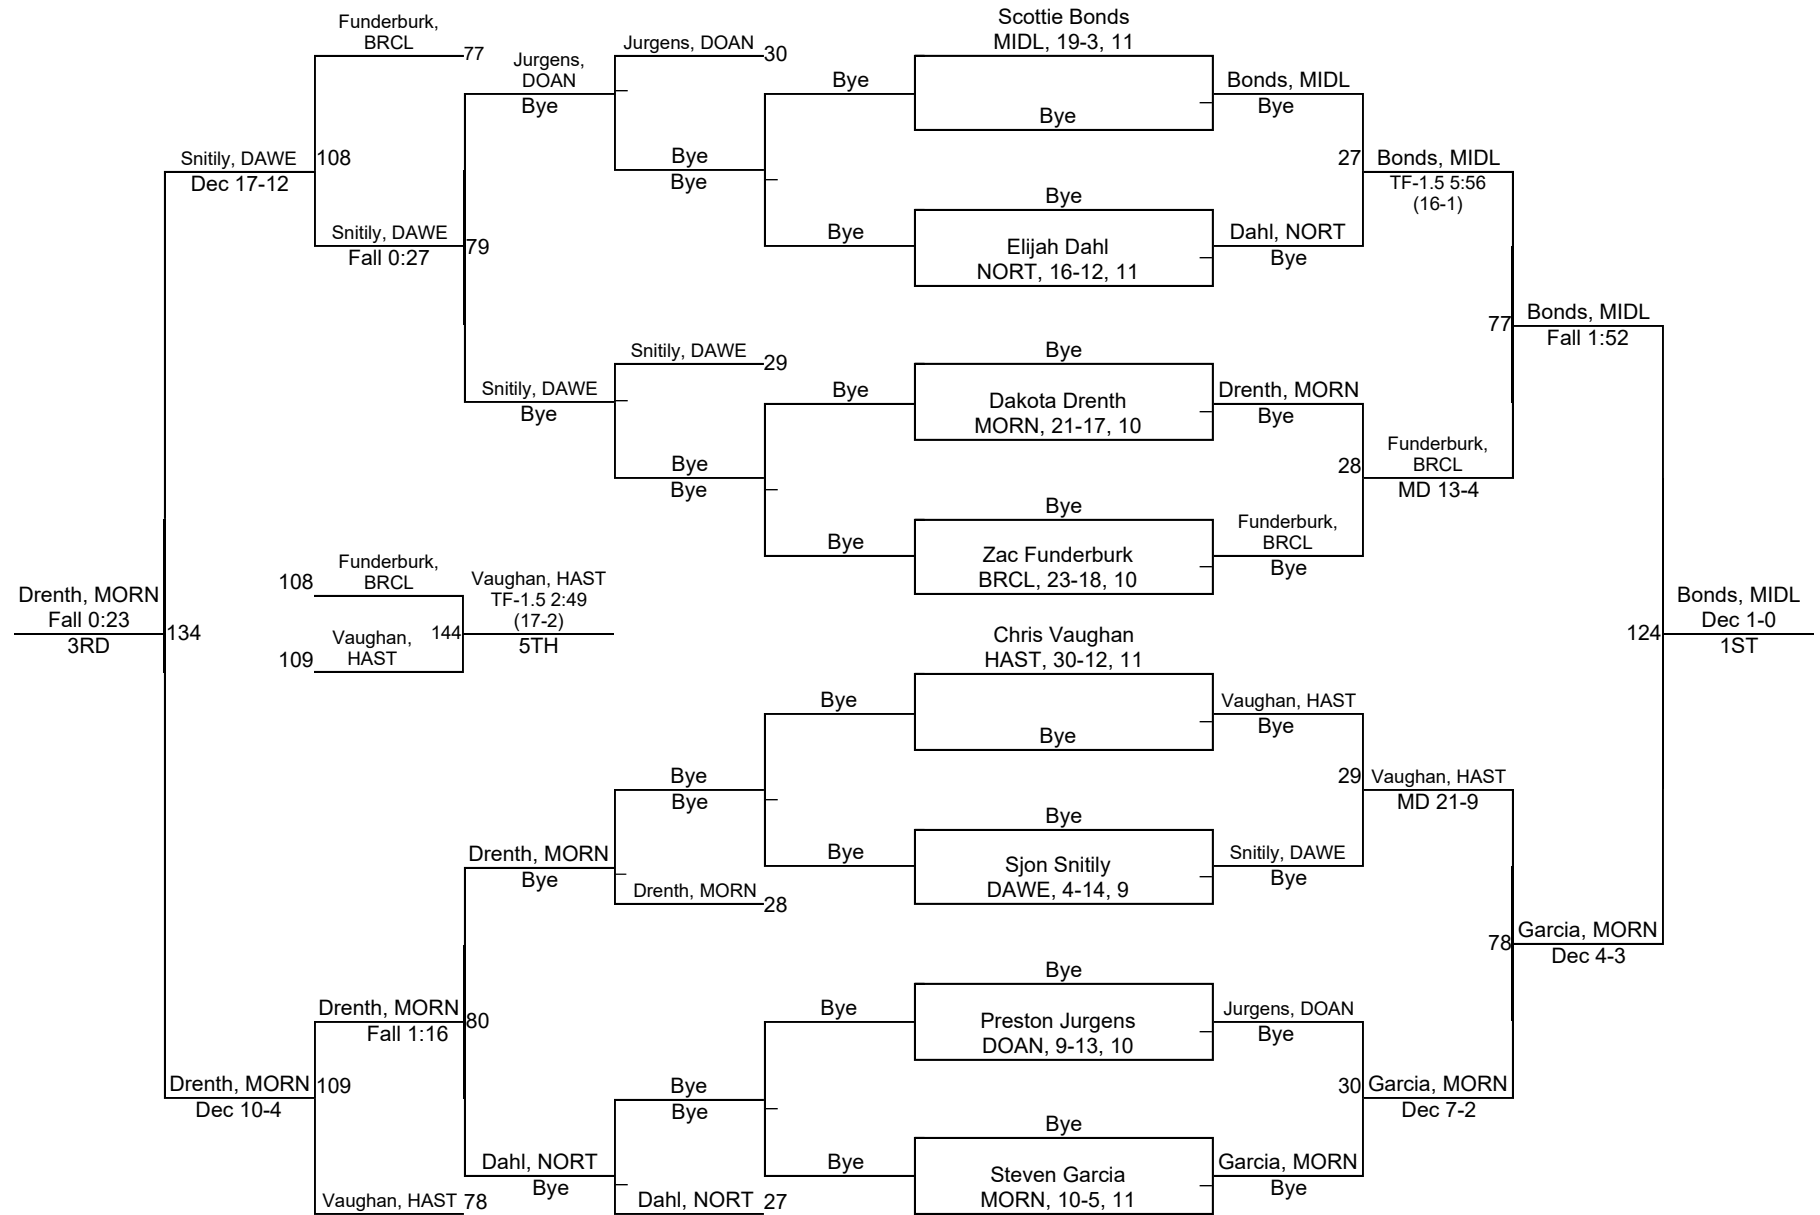 Funderburk,
BRCL
77
Jurgens,
DOAN
Bye
Jurgens, DOAN
30
Bye
Scottie Bonds
MIDL, 19-3, 11
Bye
Bonds, MIDL
Bye
Snitily, DAWE
Dec 17-12
108
Bye
Bye
27
Bonds, MIDL
TF-1.5 5:56
(16-1)
Snitily, DAWE
Fall 0:27
79
Bye
Bye
Elijah Dahl
NORT, 16-12, 11
Dahl, NORT
Bye
77
Bonds, MIDL
Fall 1:52
Snitily, DAWE
Bye
Snitily, DAWE
29
Bye
Bye
Dakota Drenth
MORN, 21-17, 10
Drenth, MORN
Bye
Bye
Bye
28
Funderburk,
BRCL
MD 13-4
Bye
Bye
Zac Funderburk
BRCL, 23-18, 10
Funderburk,
BRCL
Bye
Drenth, MORN
Fall 0:23
3RD
134
108
Funderburk,
BRCL
109
Vaughan,
HAST
144
Vaughan, HAST
TF-1.5 2:49
(17-2)
5TH
124
Bonds, MIDL
Dec 1-0
1ST
Chris Vaughan
HAST, 30-12, 11
Bye
Bye
Vaughan, HAST
Bye
Bye
Bye
29
Vaughan, HAST
MD 21-9
Drenth, MORN
Bye
Drenth, MORN
28
Bye
Bye
Sjon Snitily
DAWE, 4-14, 9
Snitily, DAWE
Bye
78
Garcia, MORN
Dec 4-3
Drenth, MORN
Fall 1:16
80
Bye
Bye
Preston Jurgens
DOAN, 9-13, 10
Jurgens, DOAN
Bye
Drenth, MORN
Dec 10-4
109
Bye
Bye
30
Garcia, MORN
Dec 7-2
Vaughan, HAST
78
Dahl, NORT
Bye
Dahl, NORT
27
Bye
Bye
Steven Garcia
MORN, 10-5, 11
Garcia, MORN
Bye